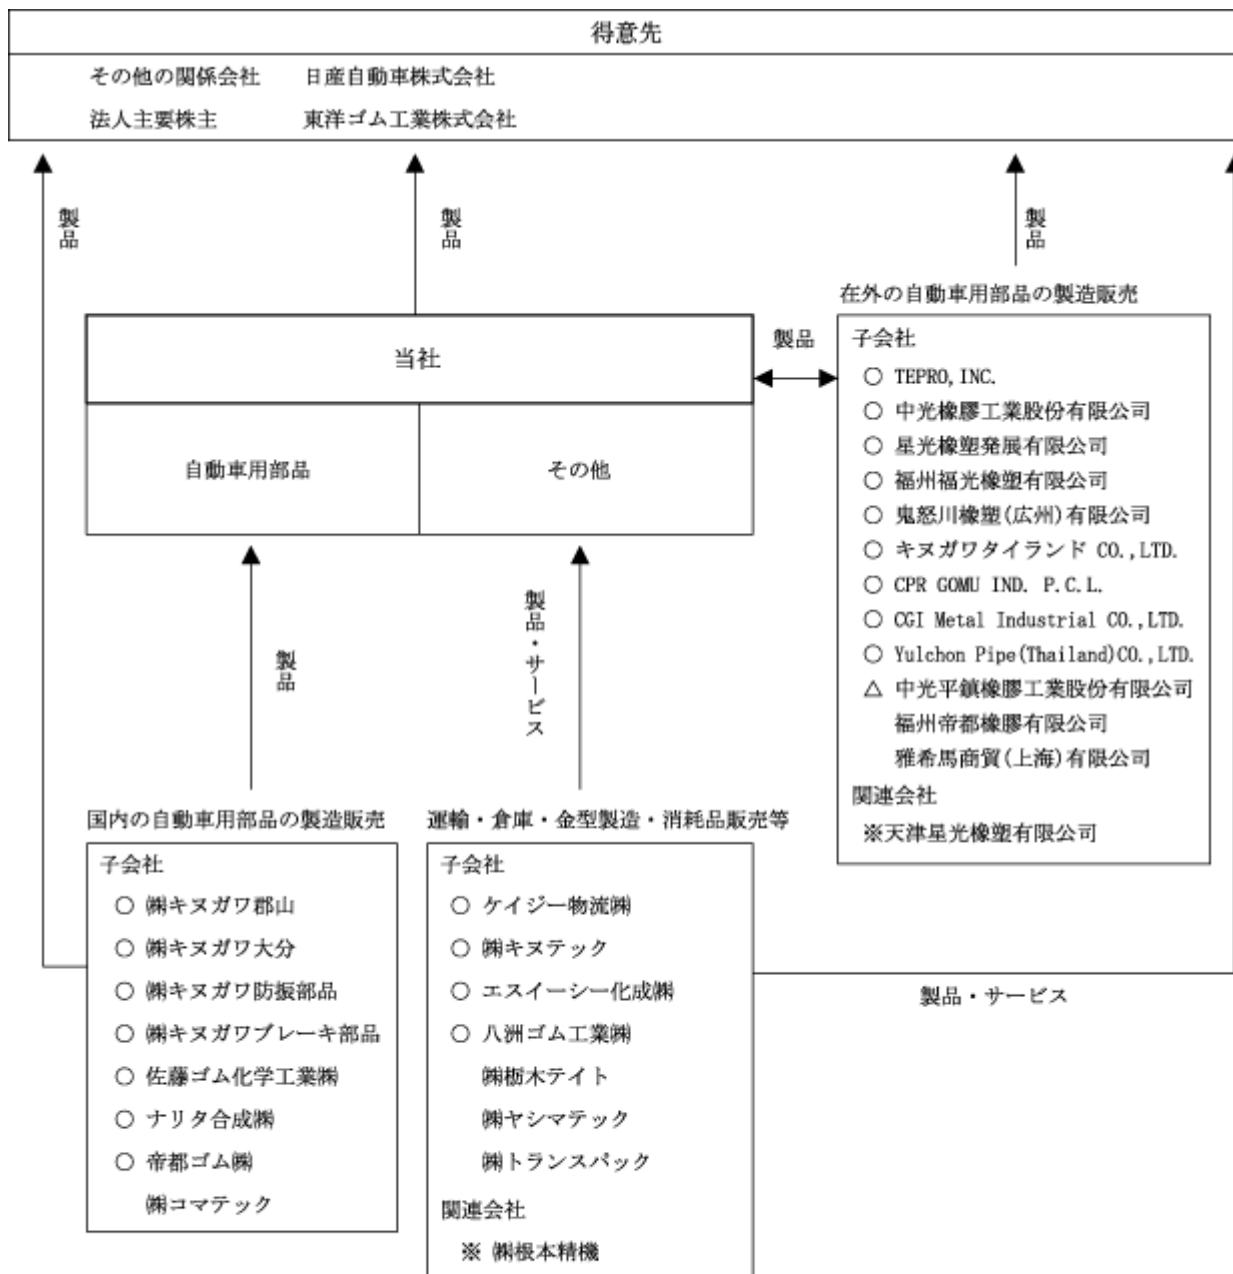 得意先
その他の関係会社 日産自動車株式会社
法人主要株主 東洋ゴム工業株式会社
製品
製品
製品
在外の自動車用部品の製造販売
当社
製品
自動車用部品
その他
子会社
○ TEPRO,INC.
○ 中光橡膠工業股份有限公司
○ 星光橡塑発展有限公司
○ 福州福光橡塑有限公司
○ 鬼怒川橡塑(広州)有限公司
○ キヌガワタイランド CO.,LTD.
○ CPR GOMU IND. P.C.L.
○ CGI Metal Industrial CO.,LTD.
○ Yulchon Pipe(Thailand)CO.,LTD.
△ 中光平鎮橡膠工業股份有限公司
福州帝都橡膠有限公司
雅希馬商貿(上海)有限公司
関連会社
※天津星光橡塑有限公司
製品
製品・サービス
国内の自動車用部品の製造販売
子会社
○ ㈱キヌガワ郡山
○ ㈱キヌガワ大分
○ ㈱キヌガワ防振部品
○ ㈱キヌガワブレーキ部品
○ 佐藤ゴム化学工業㈱
○ ナリタ合成㈱
○ 帝都ゴム㈱
㈱コマテック
運輸・倉庫・金型製造・消耗品販売等
子会社
○ ケイジー物流㈱
○ ㈱キヌテック
○ エスイーシー化成㈱
○ 八洲ゴム工業㈱
㈱栃木テイト
㈱ヤシマテック
㈱トランスパック
関連会社
※ ㈱根本精機
製品・サービス